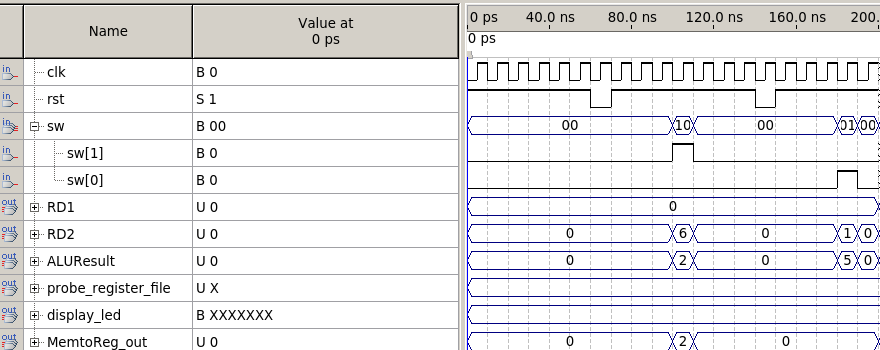 Name Value at 0 ps 0 ps 40.0 ns 80.0 ns 120.0 ns 160.0 ns 200.
0 ps
in clk B 0
in rst S 1
in sw B 00 00 10 00 01 00
in sw[1] B 0
in sw[0] B 0
out RD1 U 0 0
out RD2 U 0 0 6 0 1 0
out ALUResult U 0 0 2 0 5 0
out probe_register_file U X
out display_led B XXXXXXX
out MemtoReg_out U 0 0 2 0